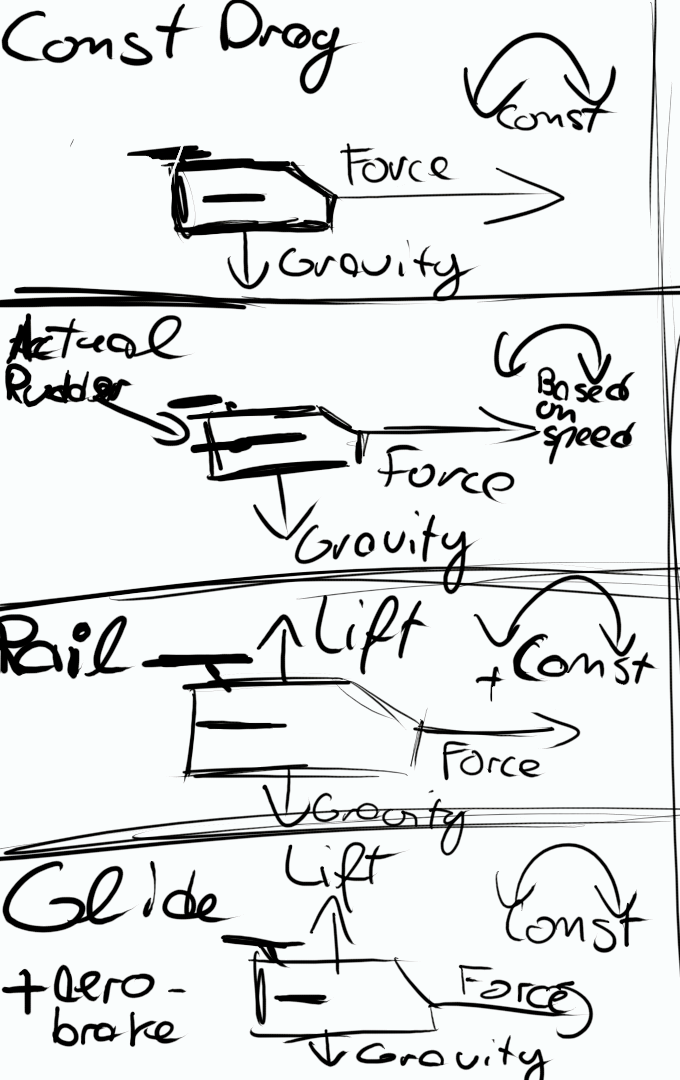 Const Drag
Const
Force
Gravity
Actual
Rudder
Based
on
speed
Force
Gravity
Rail
Lift
+ Const
Force
Gravity
Glide
Lift
Const
+ aero-
brake
Force
Gravity